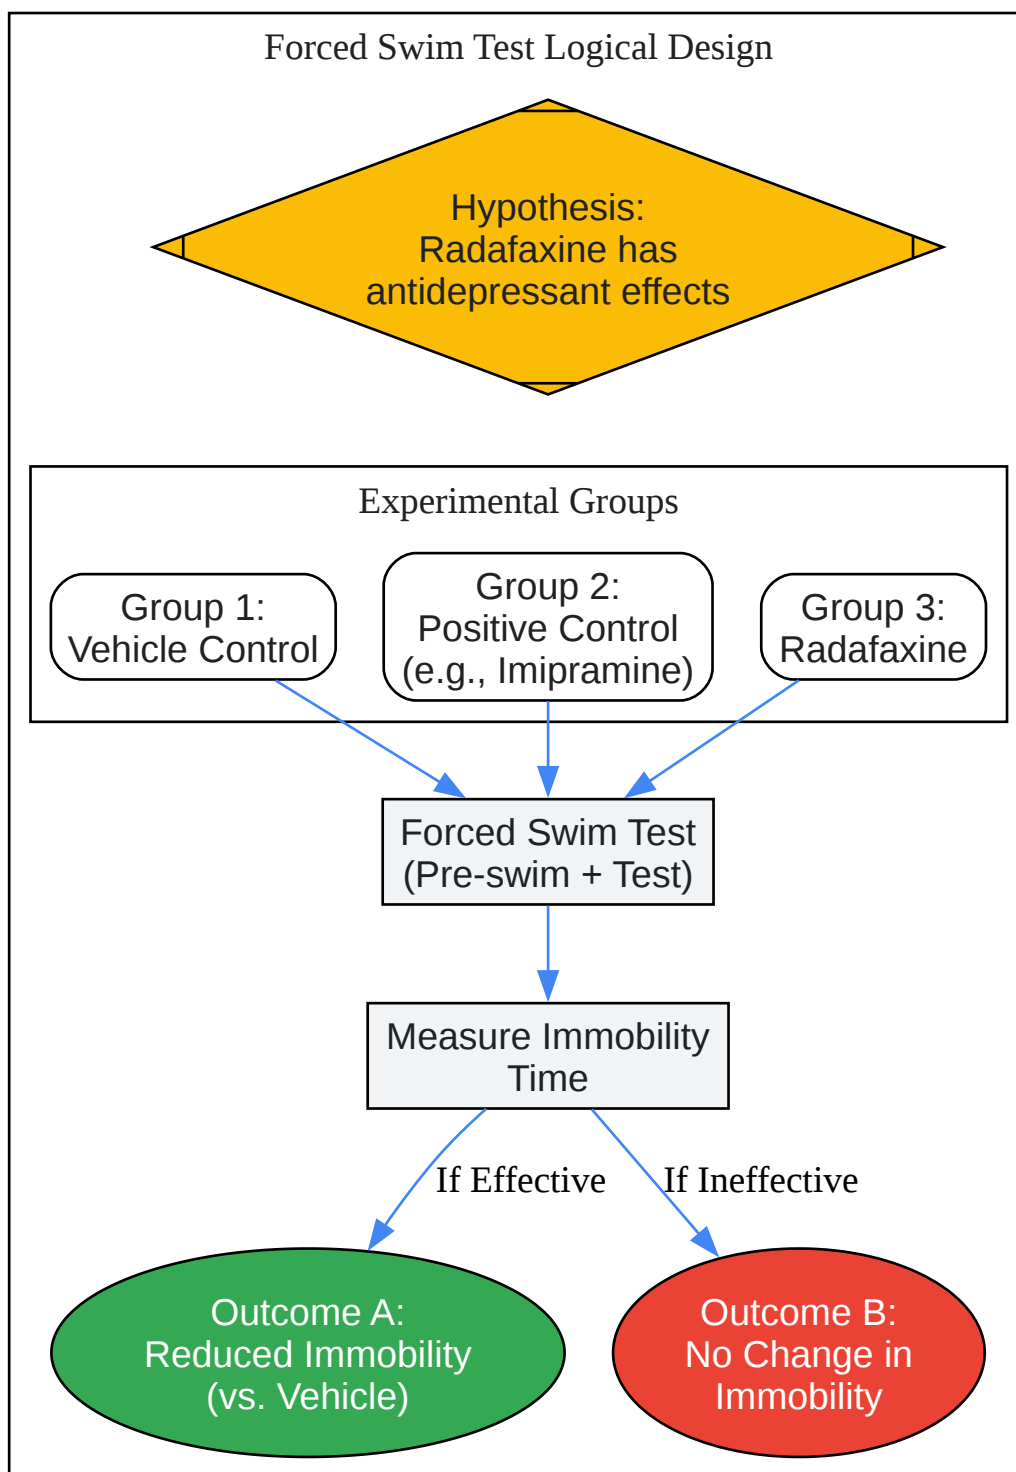 Forced Swim Test Logical Design
Hypothesis:
Radafaxine has
antidepressant effects
Experimental Groups
Group 1:
Vehicle Control
Group 2:
Positive Control
(e.g., Imipramine)
Group 3:
Radafaxine
Forced Swim Test
(Pre-swim + Test)
Measure Immobility
Time
If Effective
If Ineffective
Outcome A:
Reduced Immobility
(vs. Vehicle)
Outcome B:
No Change in
Immobility